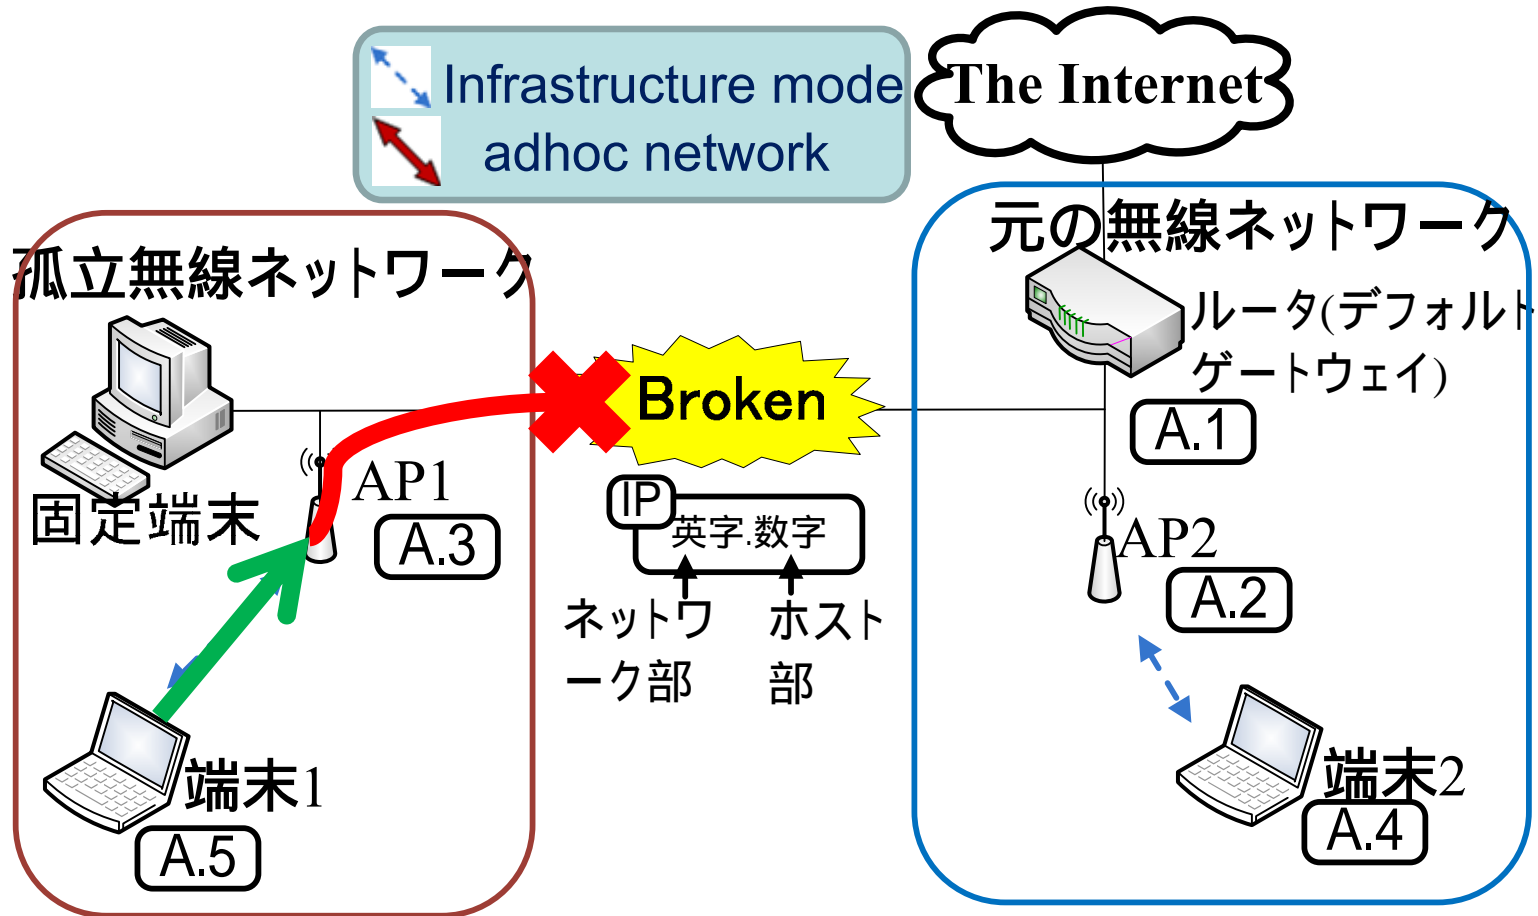 Infrastructure mode
adhoc network
The Internet
孤立無線ネットワーク
元の無線ネットワーク
ルータ(デフォルト
ゲートウェイ)
A.1
Broken
固定端末
AP1
A.3
IP
英字.数字
ネットワ
ーク部
ホスト
部
AP2
A.2
端末1
A.5
端末2
A.4